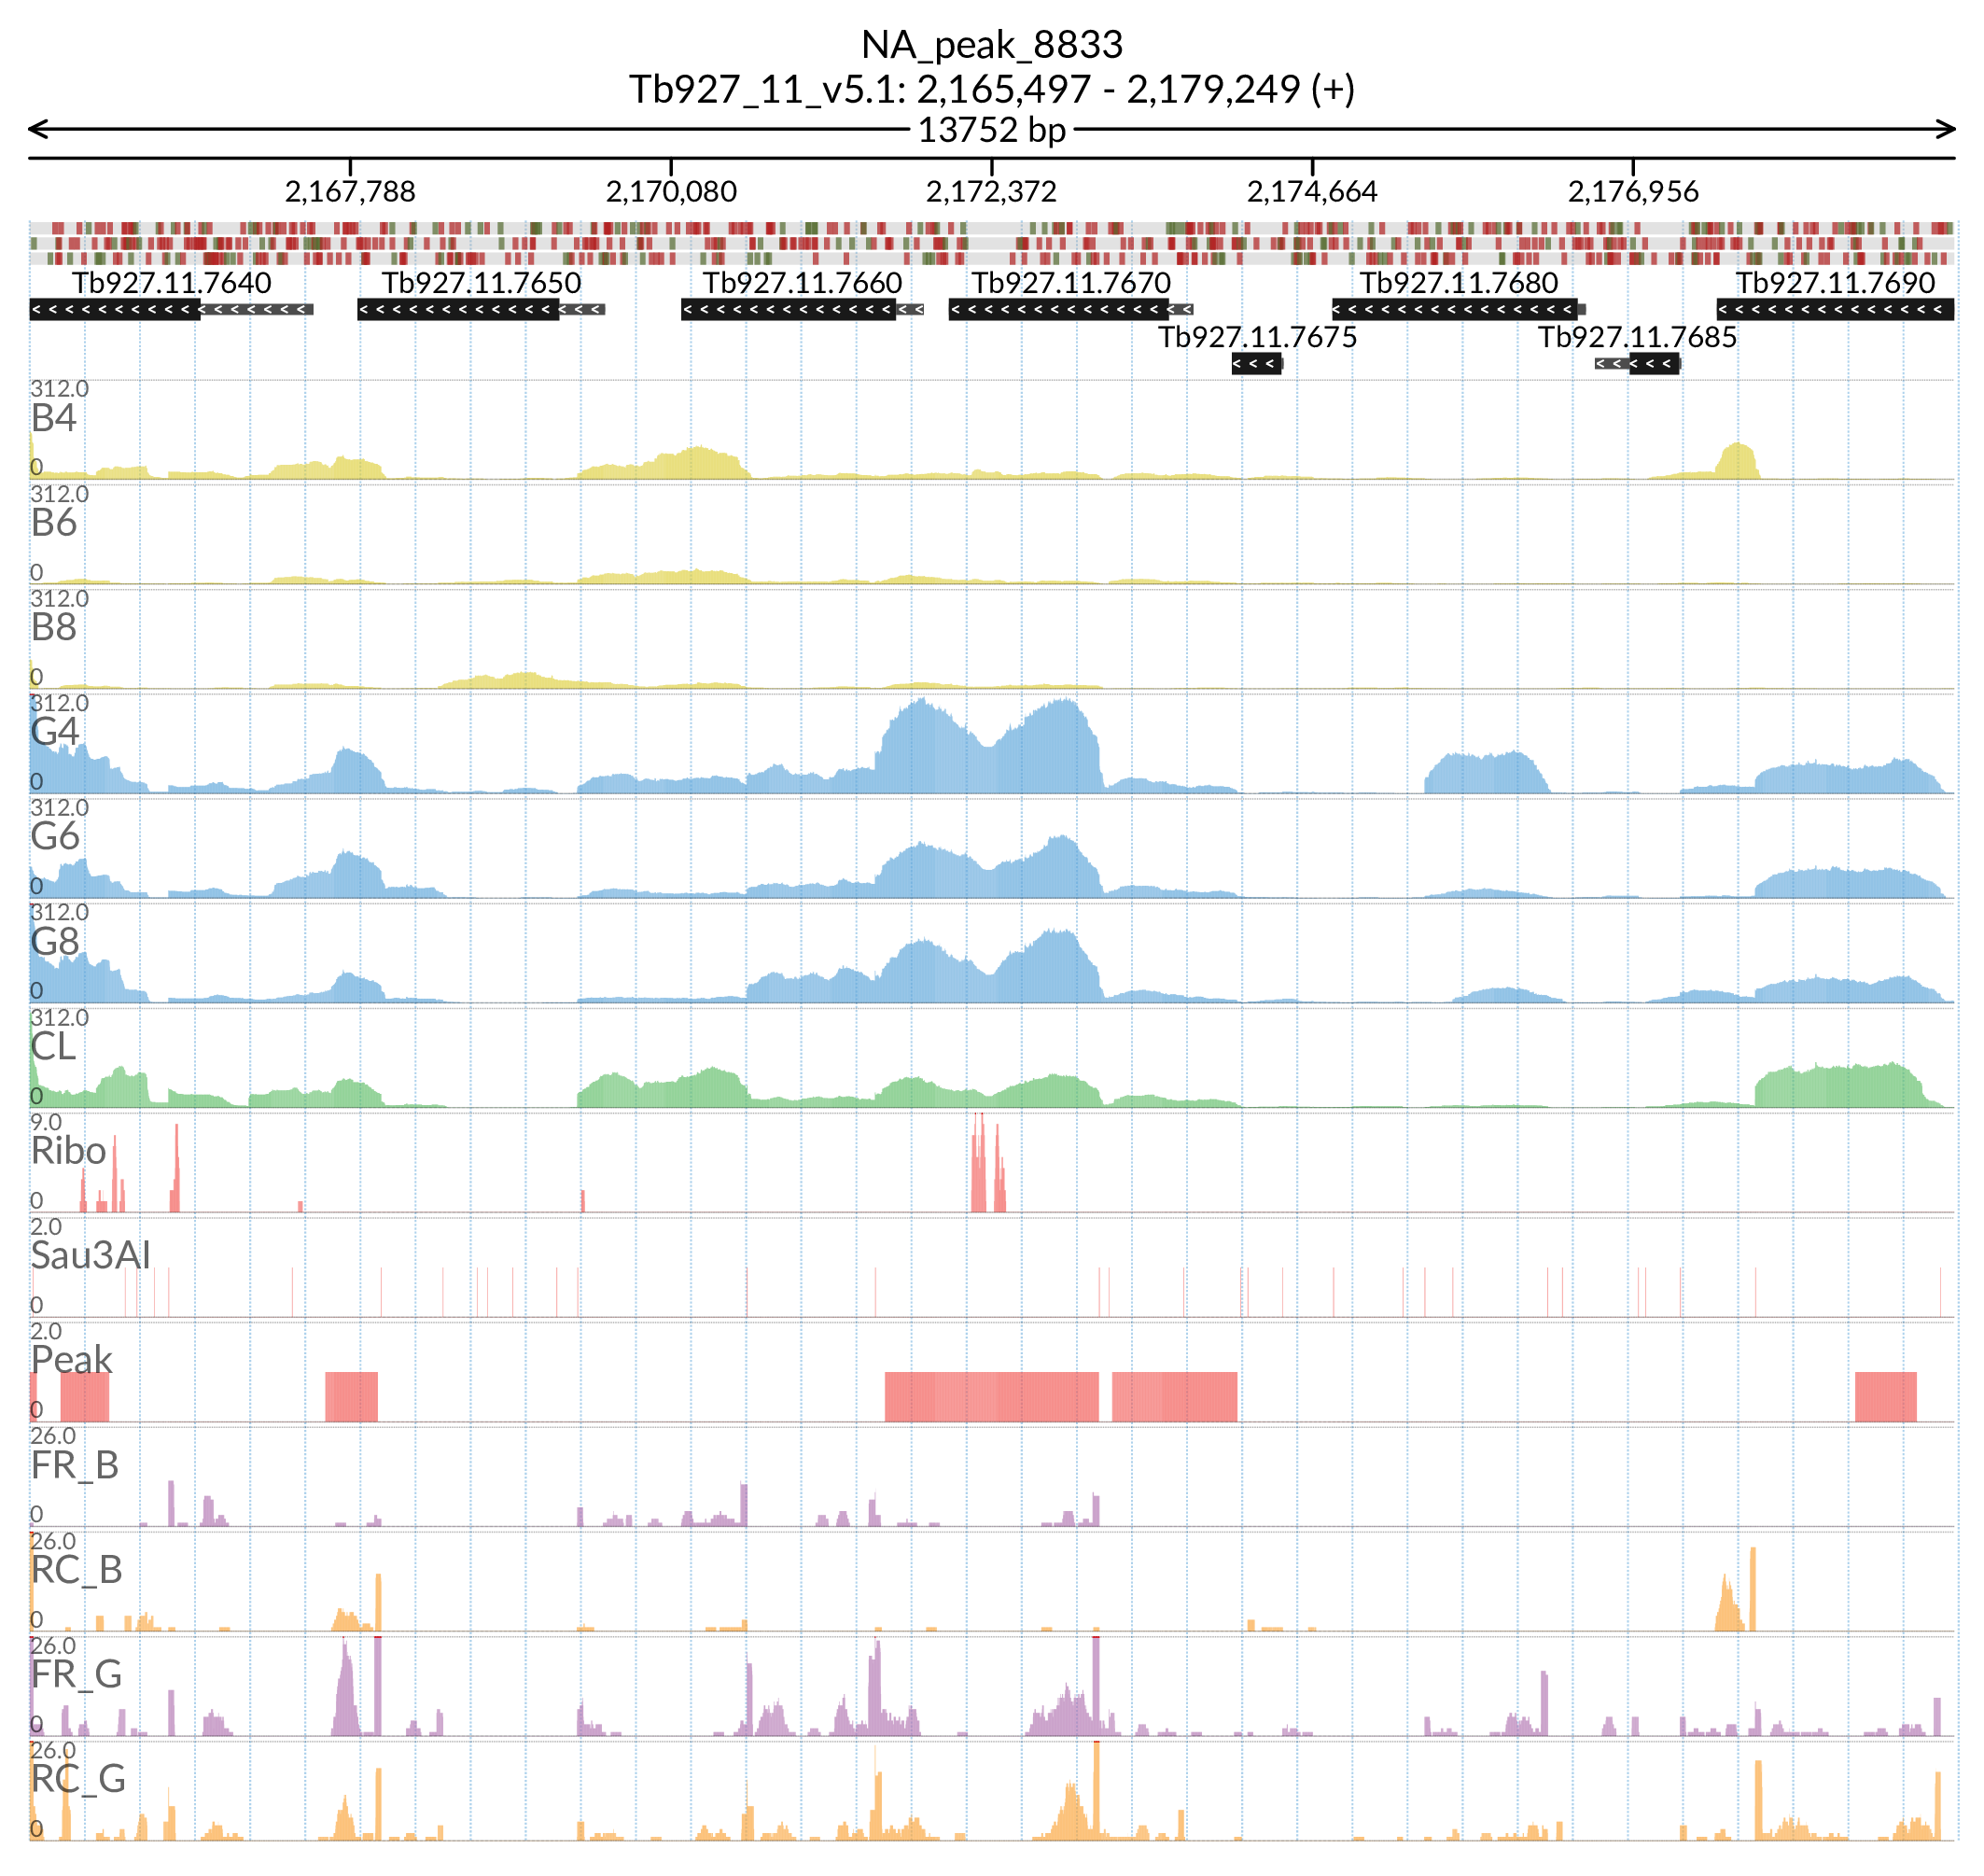 NA_peak_8833
Tb927_11_v5.1: 2,165,497 - 2,179,249 (+)
13752 bp
2,167,788 2,170,080 2,172,372 2,174,664 2,176,956
Tb927.11.7640 Tb927.11.7650 Tb927.11.7660 Tb927.11.7670 Tb927.11.7680 Tb927.11.7690
Tb927.11.7675 Tb927.11.7685
312.0
B4
0
312.0
B6
0
312.0
B8
0
312.0
G4
0
312.0
G6
0
312.0
G8
0
312.0
CL
0
9.0
Ribo
0
2.0
Sau3AI
0
2.0
Peak
0
26.0
FR_B
0
26.0
RC_B
0
26.0
FR_G
0
26.0
RC_G
0